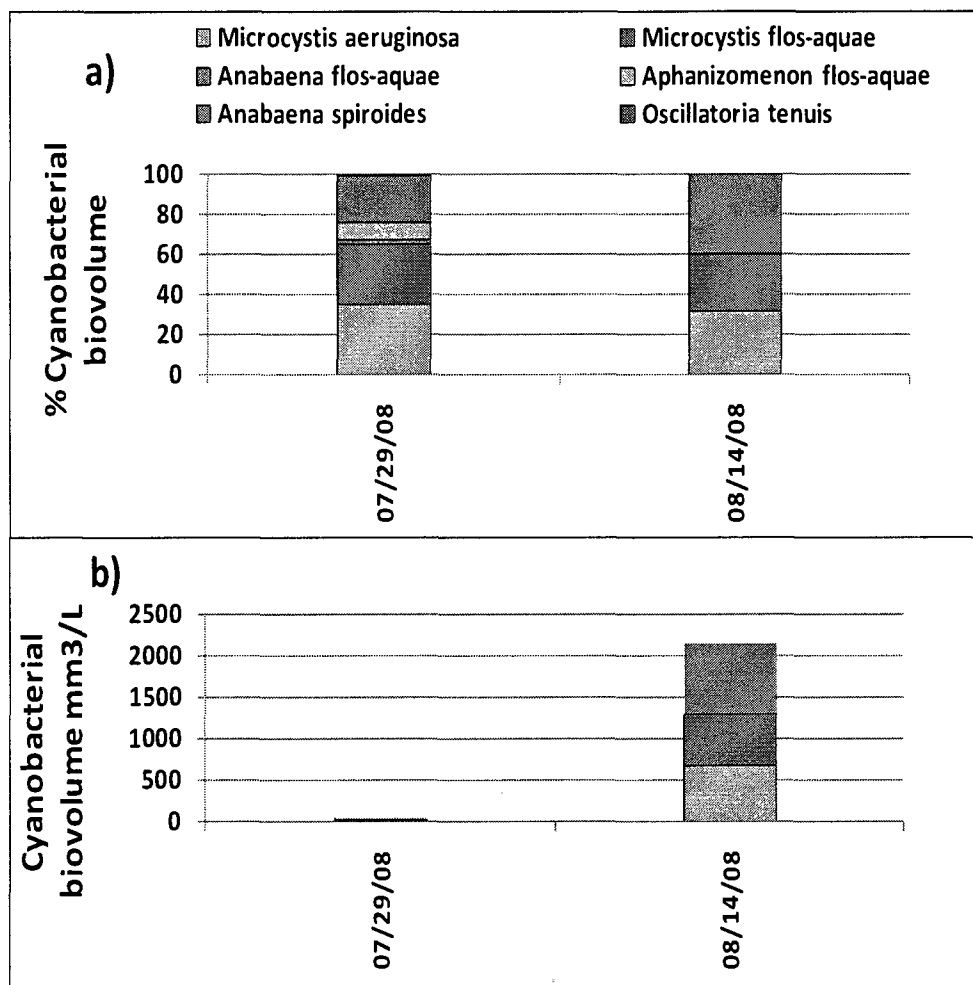 Microcystis aeruginosa Microcystis flos-aquae
a) Anabaena flos-aquae Aphanizomenon flos-aquae
Anabaena spiroides Oscillatoria tenuis
% Cyanobacterial
biovolume
100
80
60
40
20
0
07/29/08 08/14/08
b)
Cyanobacterial
biovolume mm3/L
2500
2000
1500
1000
500
0
07/29/08 08/14/08